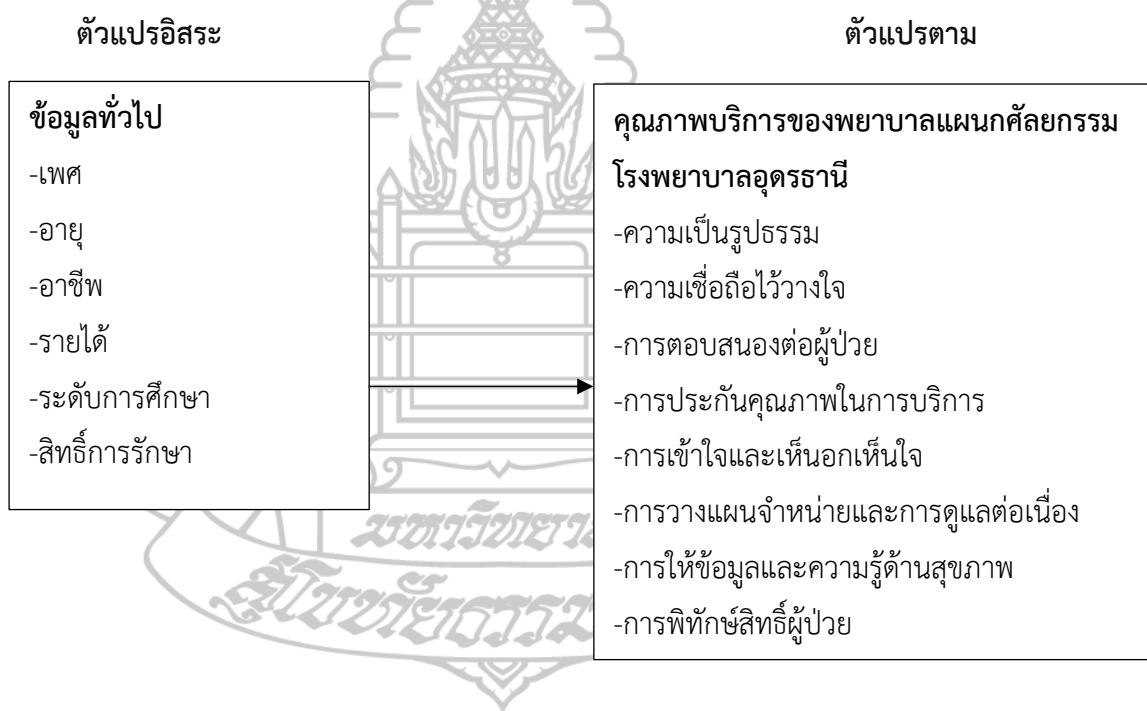 ตัวแปรอิสระ
ตัวแปรตาม
ข้อมูลทั่วไป
-เพศ
-อายุ
-อาชีพ
-รายได้
-ระดับการศึกษา
-สิทธิ์การรักษา
คุณภาพบริการของพยาบาลแผนกศัลยกรรม
โรงพยาบาลอุดรธานี
-ความเป็นรูปธรรม
-ความเชื่อถือไว้วางใจ
-การตอบสนองต่อผู้ป่วย
-การประกันคุณภาพในการบริการ
-การเข้าใจและเห็นอกเห็นใจ
-การวางแผนจำหน่ายและการดูแลต่อเนื่อง
-การให้ข้อมูลและความรู้ด้านสุขภาพ
-การพิทักษ์สิทธิ์ผู้ป่วย